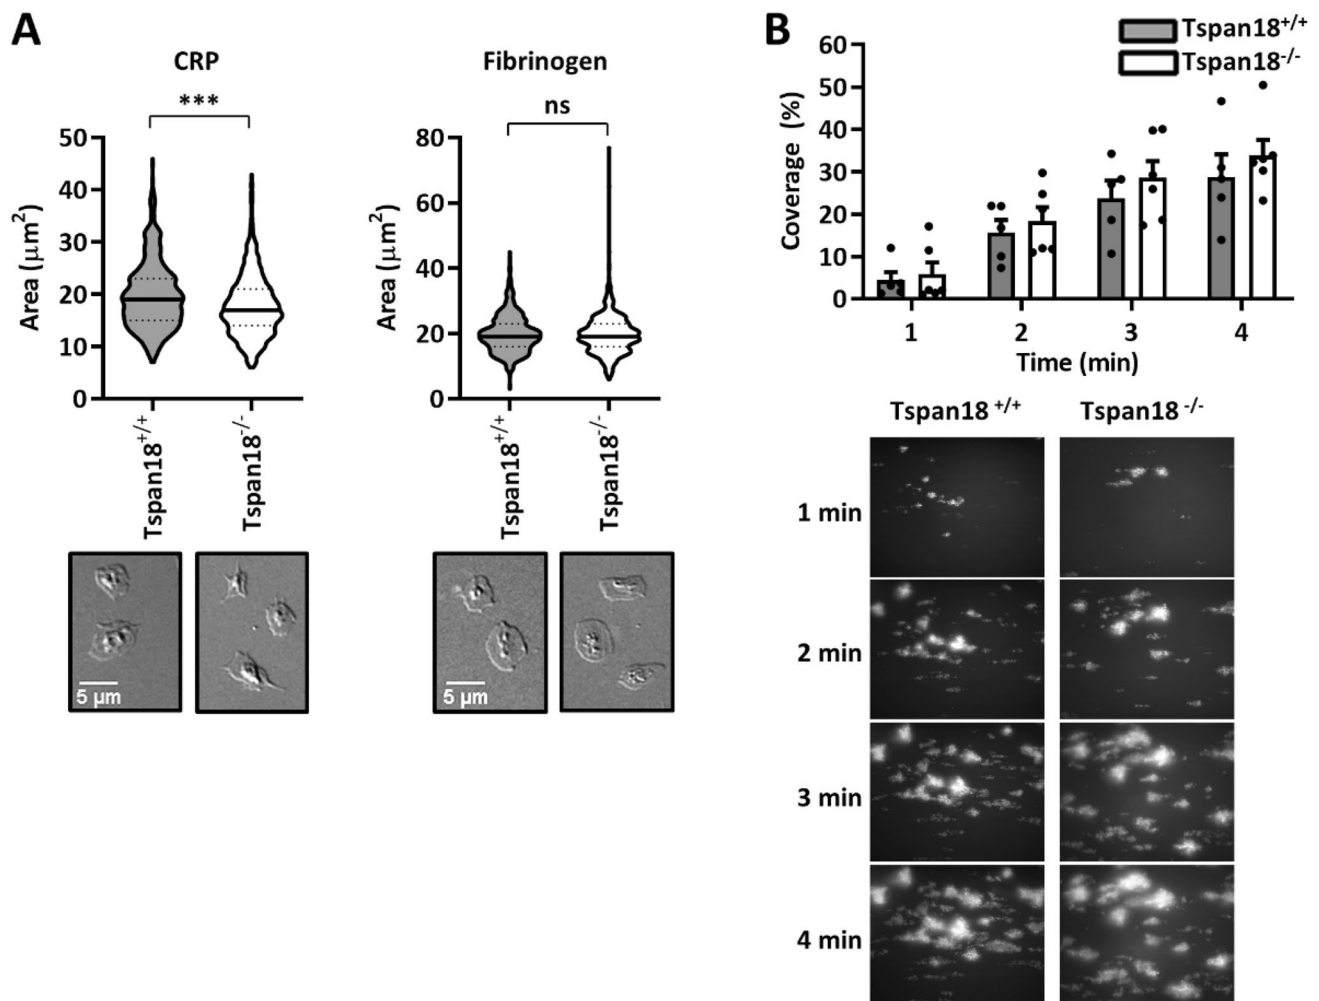 A
CRP
***
Area (μm²)
50
40
30
20
10
0
Tspan18+/+
Tspan18-/-
5 μm
Fibrinogen
ns
Area (μm²)
80
60
40
20
0
Tspan18+/+
Tspan18-/-
5 μm
B
Tspan18+/+
Tspan18-/-
Coverage (%)
60
50
40
30
20
10
0
1 2 3 4
Time (min)
Tspan18 +/+ Tspan18 -/-
1 min
2 min
3 min
4 min